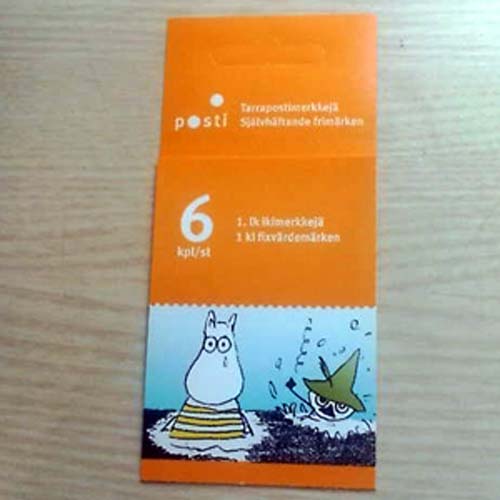 posti
Tarrapostimerkkejä
Självhäftande frimärken
6
kpl/st
1. lk ikimerkkejä
1 kl fixvärdemärken